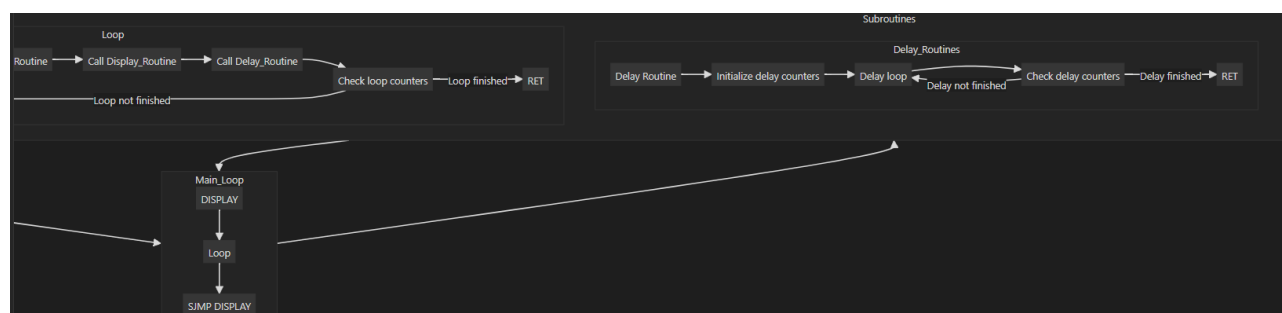 Subroutines
Loop
Delay_Routines
Routine
Call Display_Routine
Call Delay_Routine
Check loop counters
Loop finished
RET
Loop not finished
Delay Routine
Initialize delay counters
Delay loop
Check delay counters
Delay finished
RET
Delay not finished
Main_Loop
DISPLAY
Loop
SJMP DISPLAY